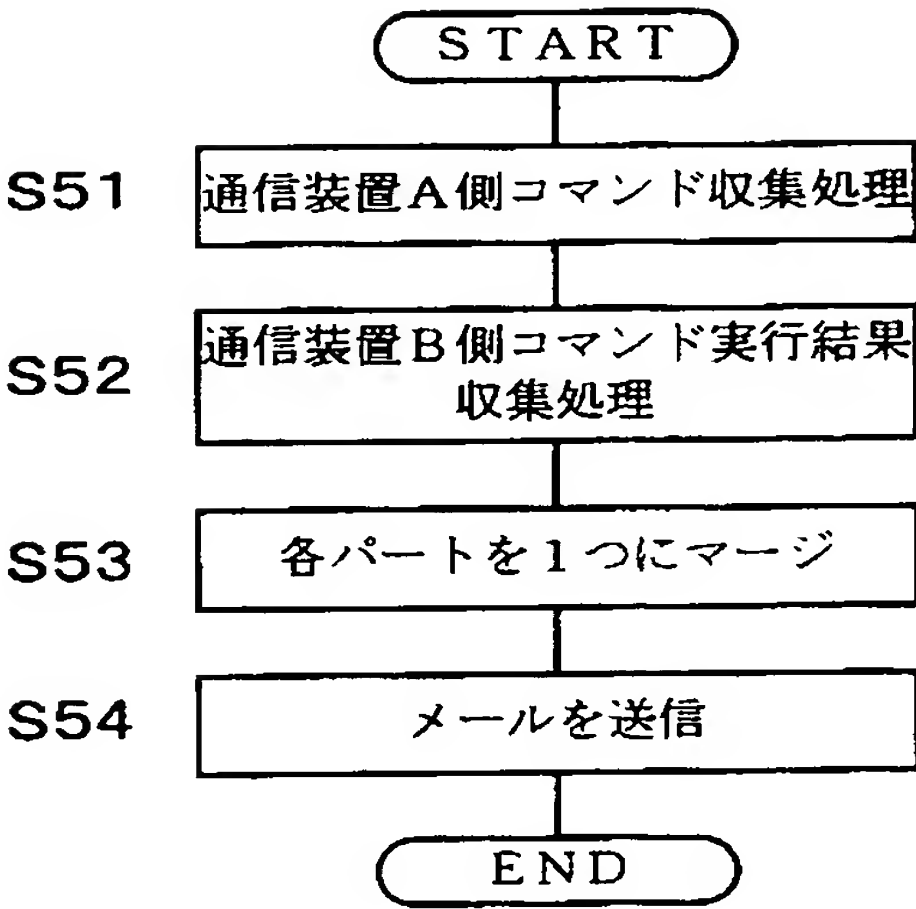 START
S51
通信装置A側コマンド収集処理
S52
通信装置B側コマンド実行結果
収集処理
S53
各パートを1つにマージ
S54
メールを送信
END